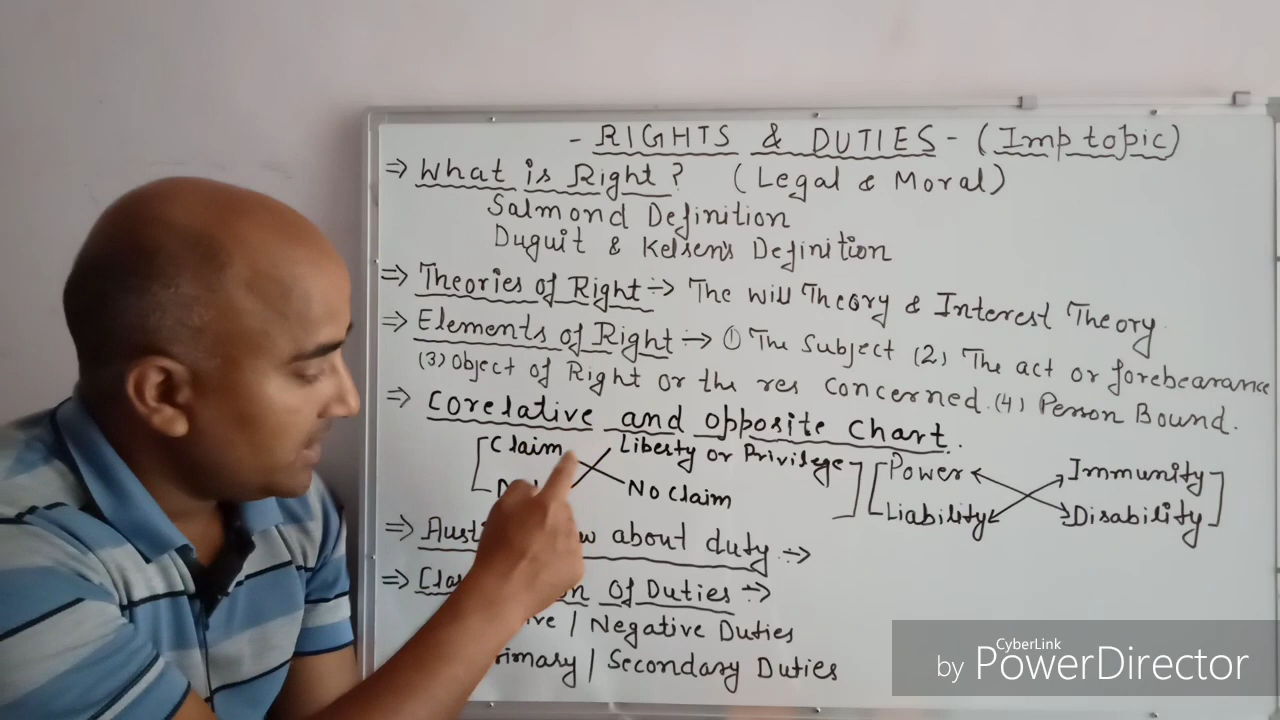 - RIGHTS & DUTIES - (Imp topic)
⇒ What is Right? (Legal & Moral)
Salmond Definition
Duguit & Kelsen's Definition
⇒ Theories of Right → The will Theory & Interest Theory.
⇒ Elements of Right → (1) The Subject (2) The act or forebearance
(3) Object of Right or the res concerned. (4) Person Bound.
⇒ Corelative and opposite Chart.
Claim Liberty or Privilege Power Immunity
No Claim Liability Disability
⇒ about duty →
⇒ Of Duties →
| Negative Duties
| Secondary Duties
CyberLink
by PowerDirector